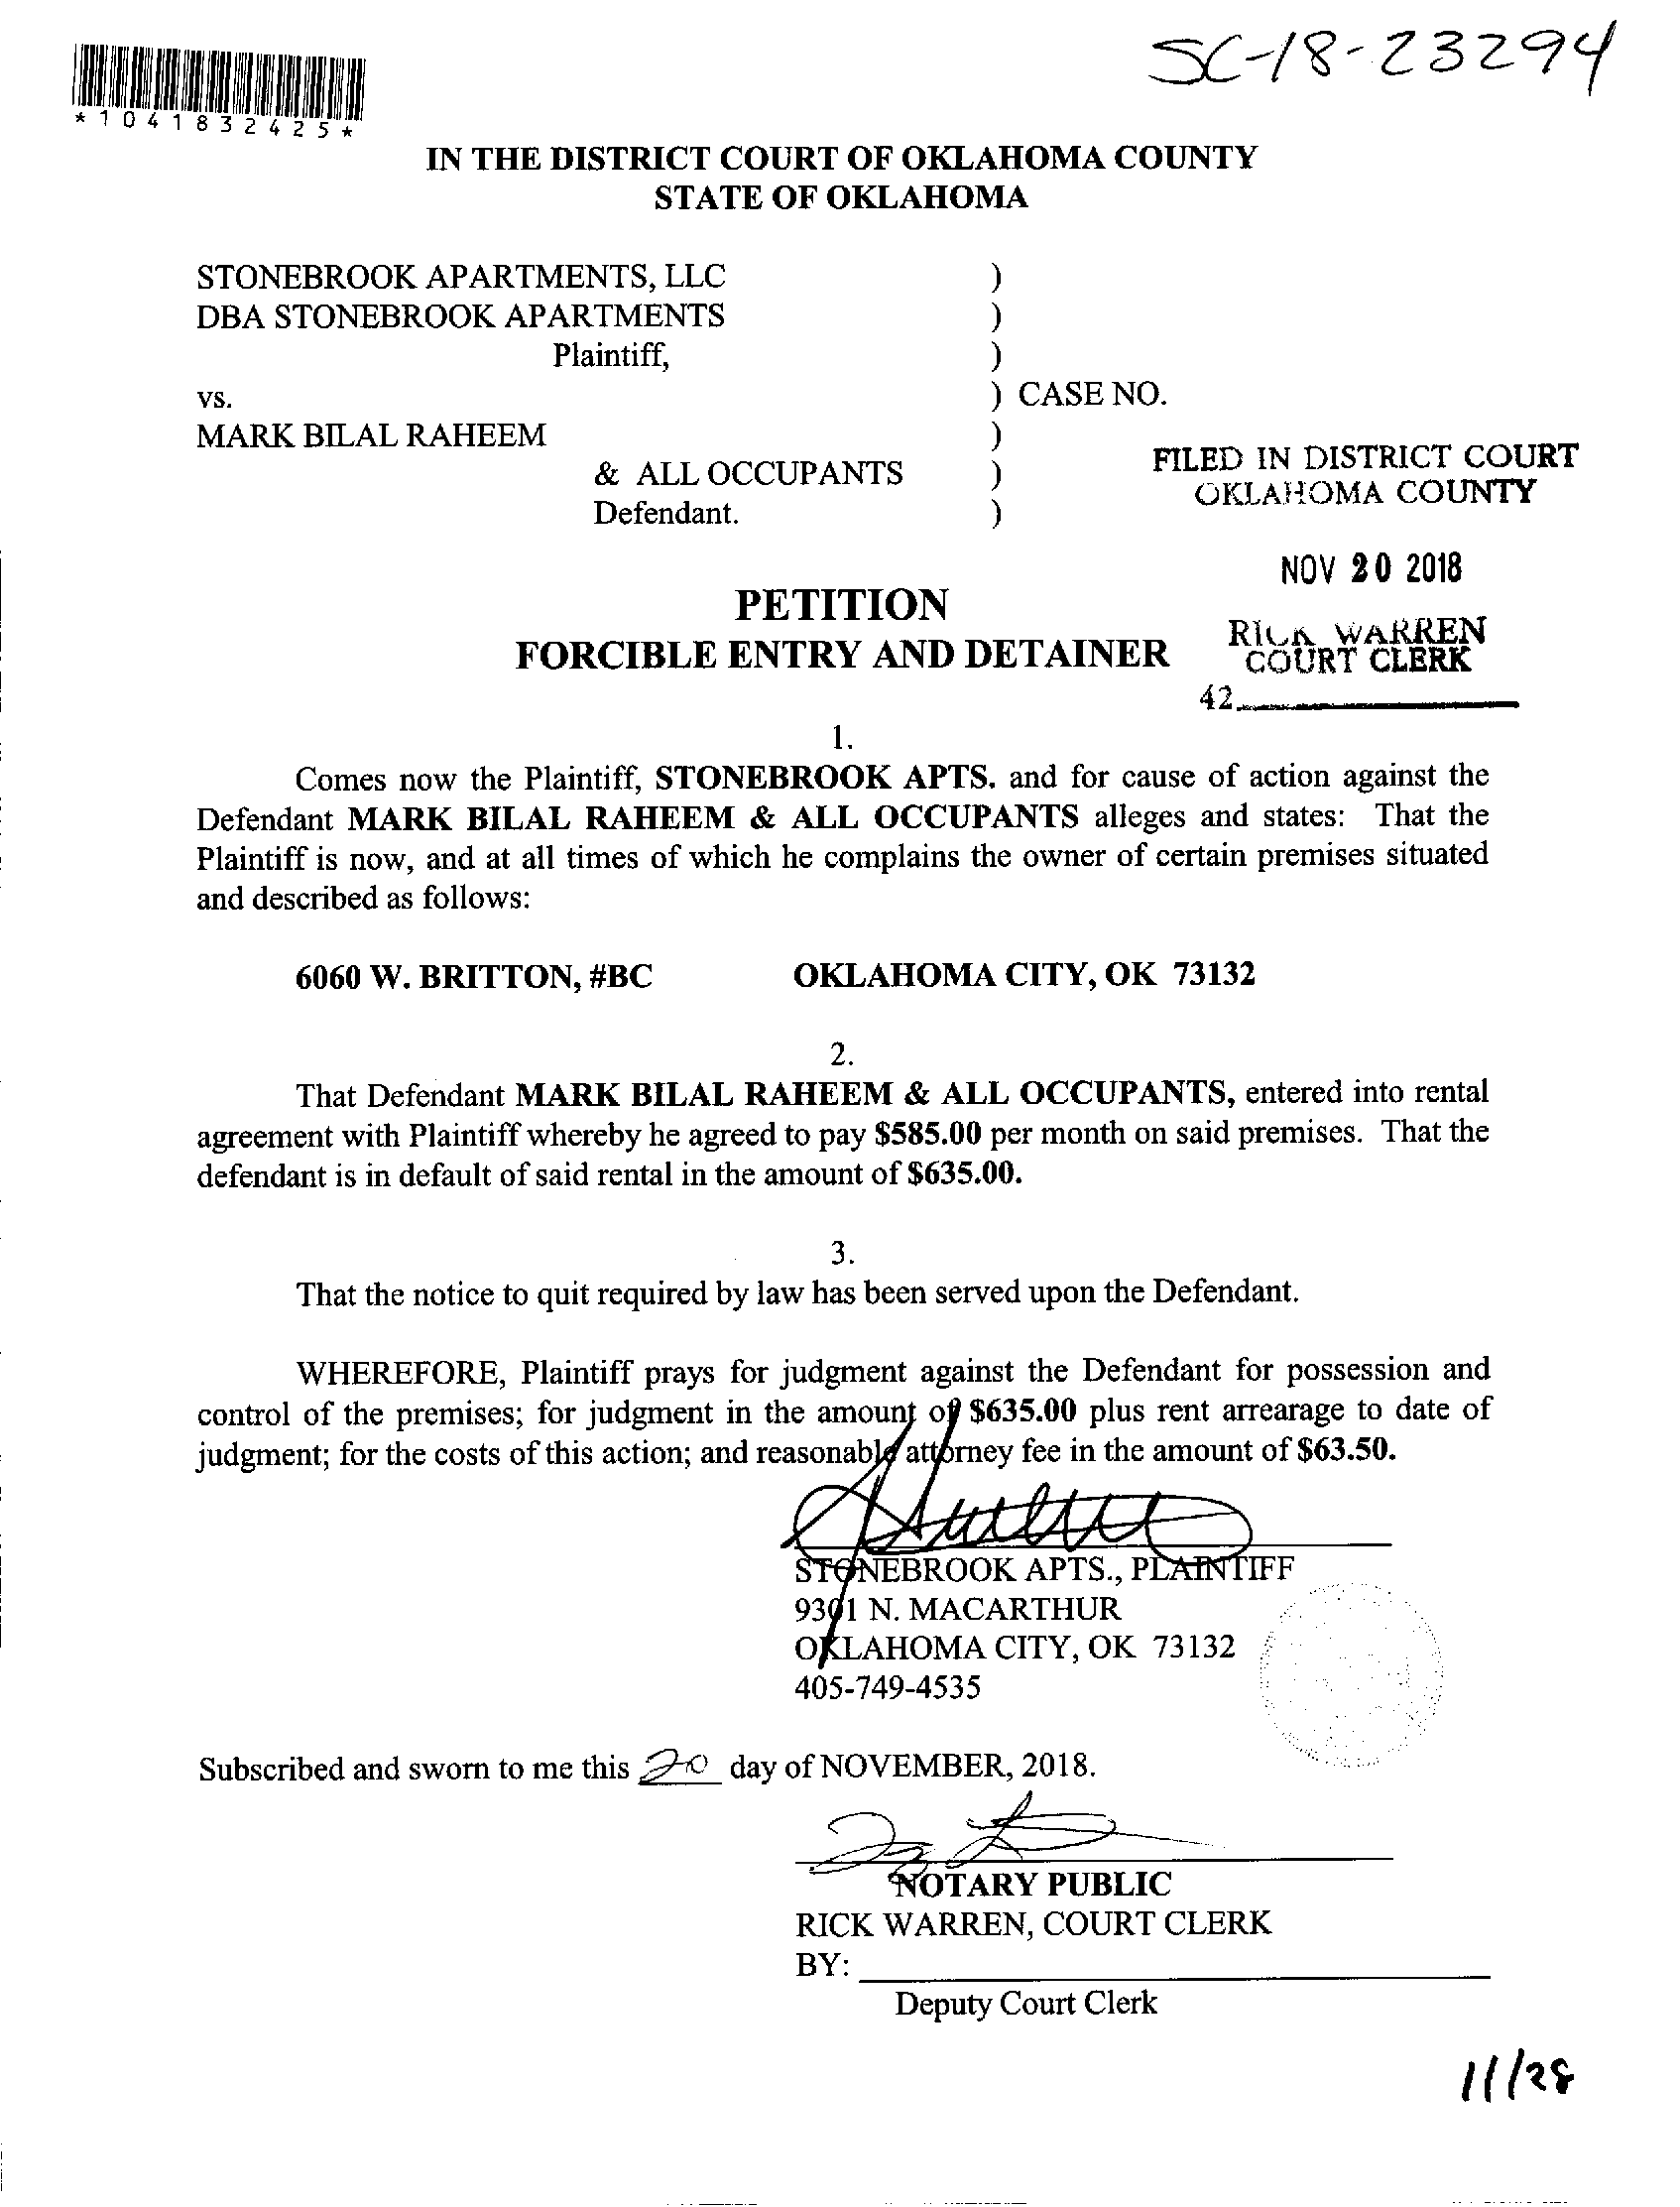 SC-18-23294
*1041832425*
IN THE DISTRICT COURT OF OKLAHOMA COUNTY
STATE OF OKLAHOMA
STONEBROOK APARTMENTS, LLC )
DBA STONEBROOK APARTMENTS )
Plaintiff, )
vs. ) CASE NO.
MARK BILAL RAHEEM )
& ALL OCCUPANTS )
Defendant. )
FILED IN DISTRICT COURT
OKLAHOMA COUNTY
NOV 20 2018
RICK WARREN
COURT CLERK
42
PETITION
FORCIBLE ENTRY AND DETAINER
1.
Comes now the Plaintiff, STONEBROOK APTS. and for cause of action against the
Defendant MARK BILAL RAHEEM & ALL OCCUPANTS alleges and states: That the
Plaintiff is now, and at all times of which he complains the owner of certain premises situated
and described as follows:
6060 W. BRITTON, #BC OKLAHOMA CITY, OK 73132
2.
That Defendant MARK BILAL RAHEEM & ALL OCCUPANTS, entered into rental
agreement with Plaintiff whereby he agreed to pay $585.00 per month on said premises. That the
defendant is in default of said rental in the amount of $635.00.
3.
That the notice to quit required by law has been served upon the Defendant.
WHEREFORE, Plaintiff prays for judgment against the Defendant for possession and
control of the premises; for judgment in the amount of $635.00 plus rent arrearage to date of
judgment; for the costs of this action; and reasonable attorney fee in the amount of $63.50.
STONEBROOK APTS., PLAINTIFF
9301 N. MACARTHUR
OKLAHOMA CITY, OK 73132
405-749-4535
Subscribed and sworn to me this 20 day of NOVEMBER, 2018.
NOTARY PUBLIC
RICK WARREN, COURT CLERK
BY:
Deputy Court Clerk
11/28